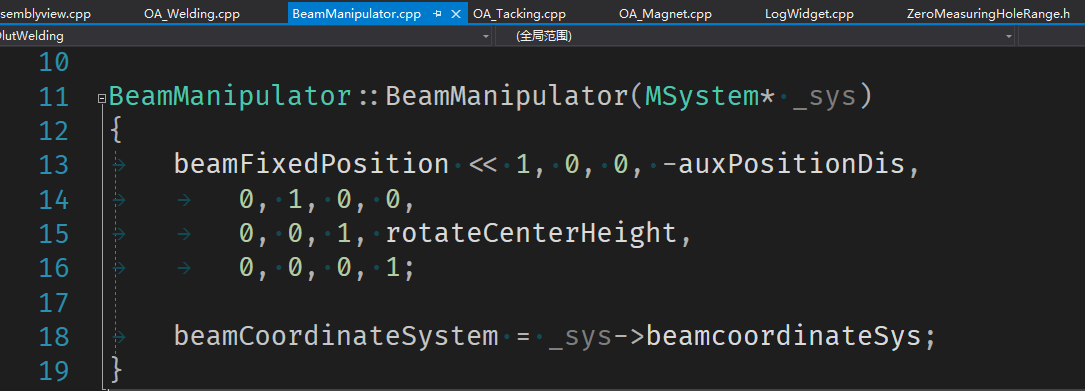 semblyview.cpp OA_Welding.cpp BeamManipulator.cpp OA_Tacking.cpp OA_Magnet.cpp LogWidget.cpp ZeroMeasuringHoleRange.h
lutWelding (全局范围)
10
11 BeamManipulator::BeamManipulator(MSystem* _sys)
12 {
13 beamFixedPosition << 1, 0, 0, -auxPositionDis,
14 0, 1, 0, 0,
15 0, 0, 1, rotateCenterHeight,
16 0, 0, 0, 1;
17
18 beamCoordinateSystem = _sys->beamcoordinateSys;
19 }